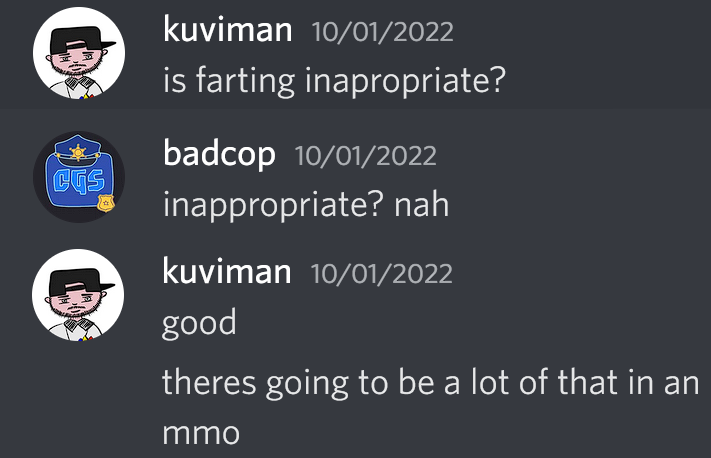 kuviman 10/01/2022
is farting inapropriate?
badcop 10/01/2022
CGS
inappropriate? nah
kuviman 10/01/2022
good
theres going to be a lot of that in an
mmo